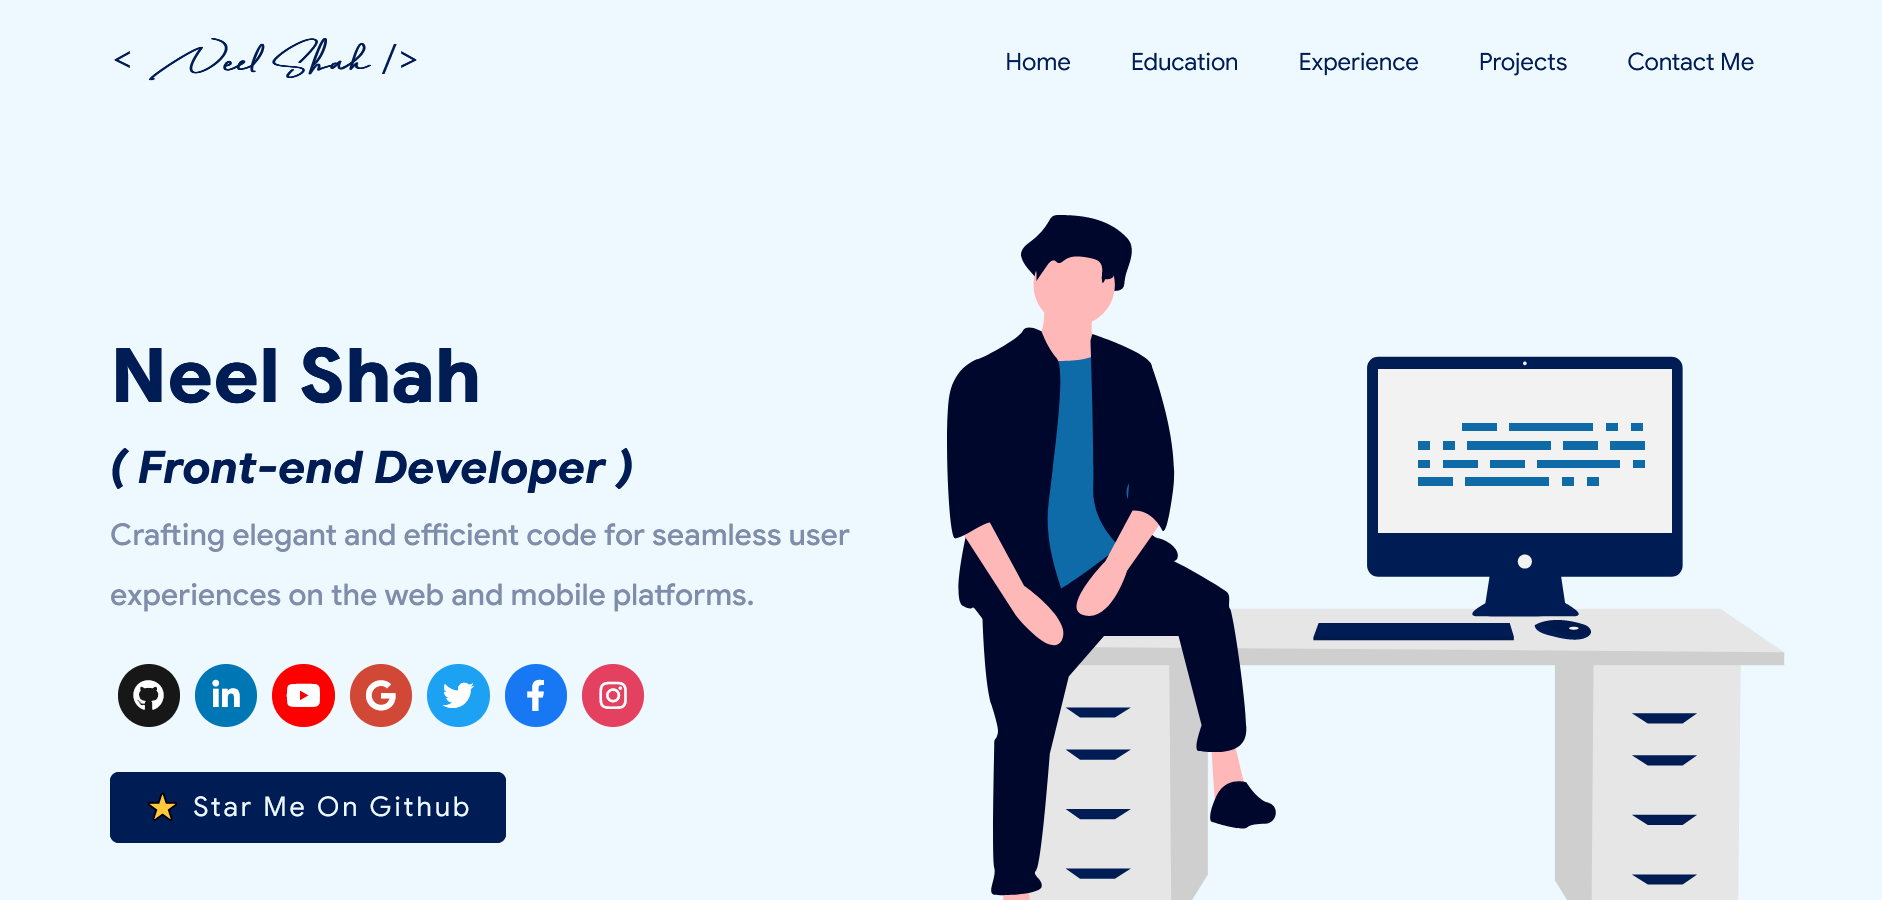 < Neel Shah />
Home Education Experience Projects Contact Me
Neel Shah
( Front-end Developer )
Crafting elegant and efficient code for seamless user
experiences on the web and mobile platforms.
Star Me On Github